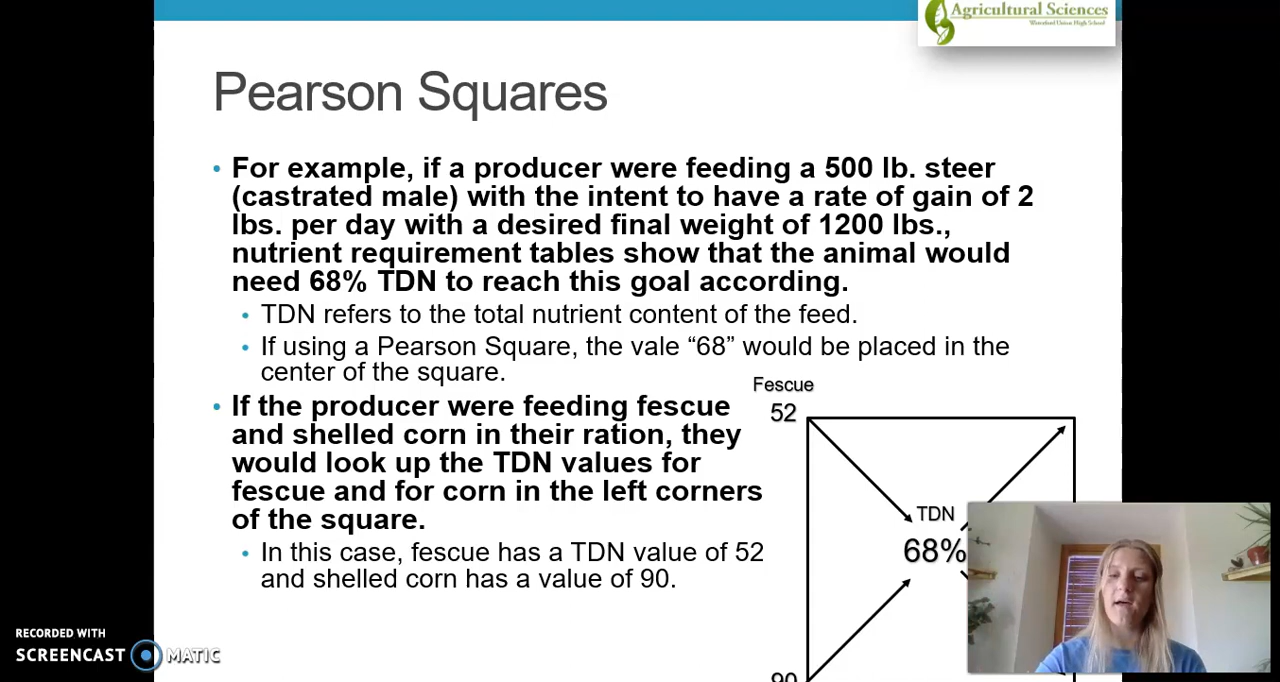 Agricultural Sciences
Waterford Union High School
Pearson Squares
• For example, if a producer were feeding a 500 lb. steer
(castrated male) with the intent to have a rate of gain of 2
lbs. per day with a desired final weight of 1200 lbs.,
nutrient requirement tables show that the animal would
need 68% TDN to reach this goal according.
• TDN refers to the total nutrient content of the feed.
• If using a Pearson Square, the vale “68” would be placed in the
center of the square.
• If the producer were feeding fescue
and shelled corn in their ration, they
would look up the TDN values for
fescue and for corn in the left corners
of the square.
• In this case, fescue has a TDN value of 52
and shelled corn has a value of 90.
Fescue
52
TDN
68%
90
RECORDED WITH
SCREENCAST MATIC